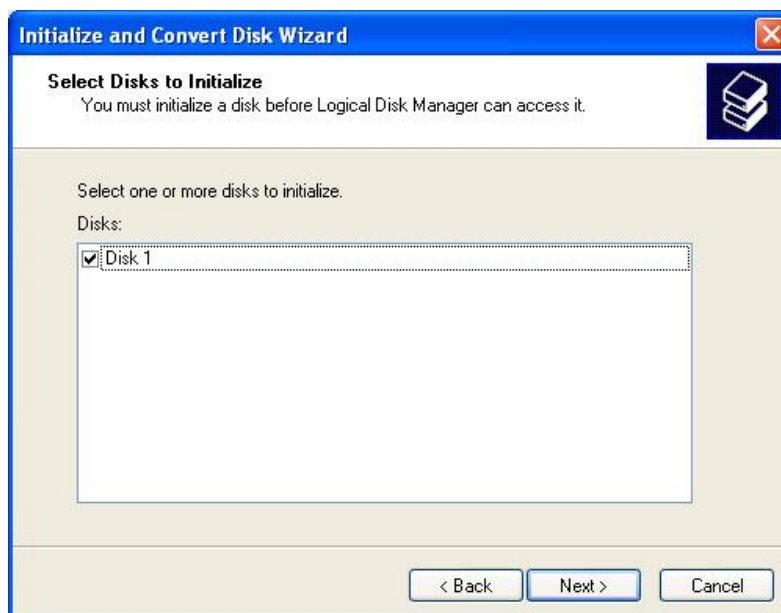 Initialize and Convert Disk Wizard
Select Disks to Initialize
You must initialize a disk before Logical Disk Manager can access it.
Select one or more disks to initialize.
Disks:
Disk 1
< Back Next > Cancel